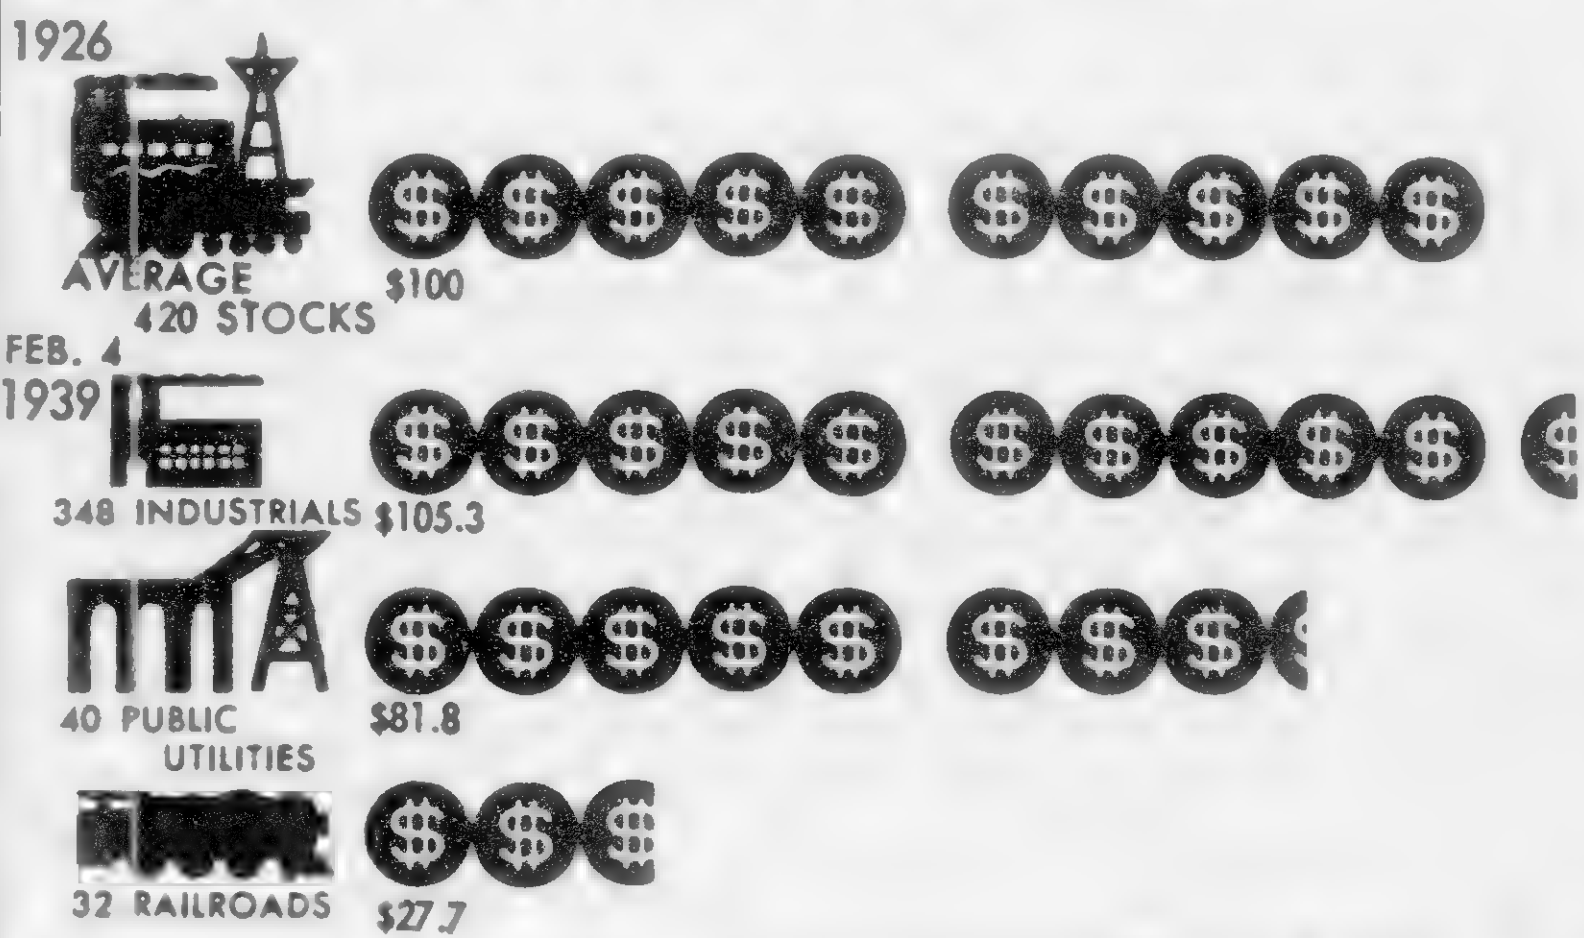 1926
AVERAGE
420 STOCKS
$100
FEB. 4
1939
348 INDUSTRIALS
$105.3
40 PUBLIC
UTILITIES
$81.8
32 RAILROADS
$27.7